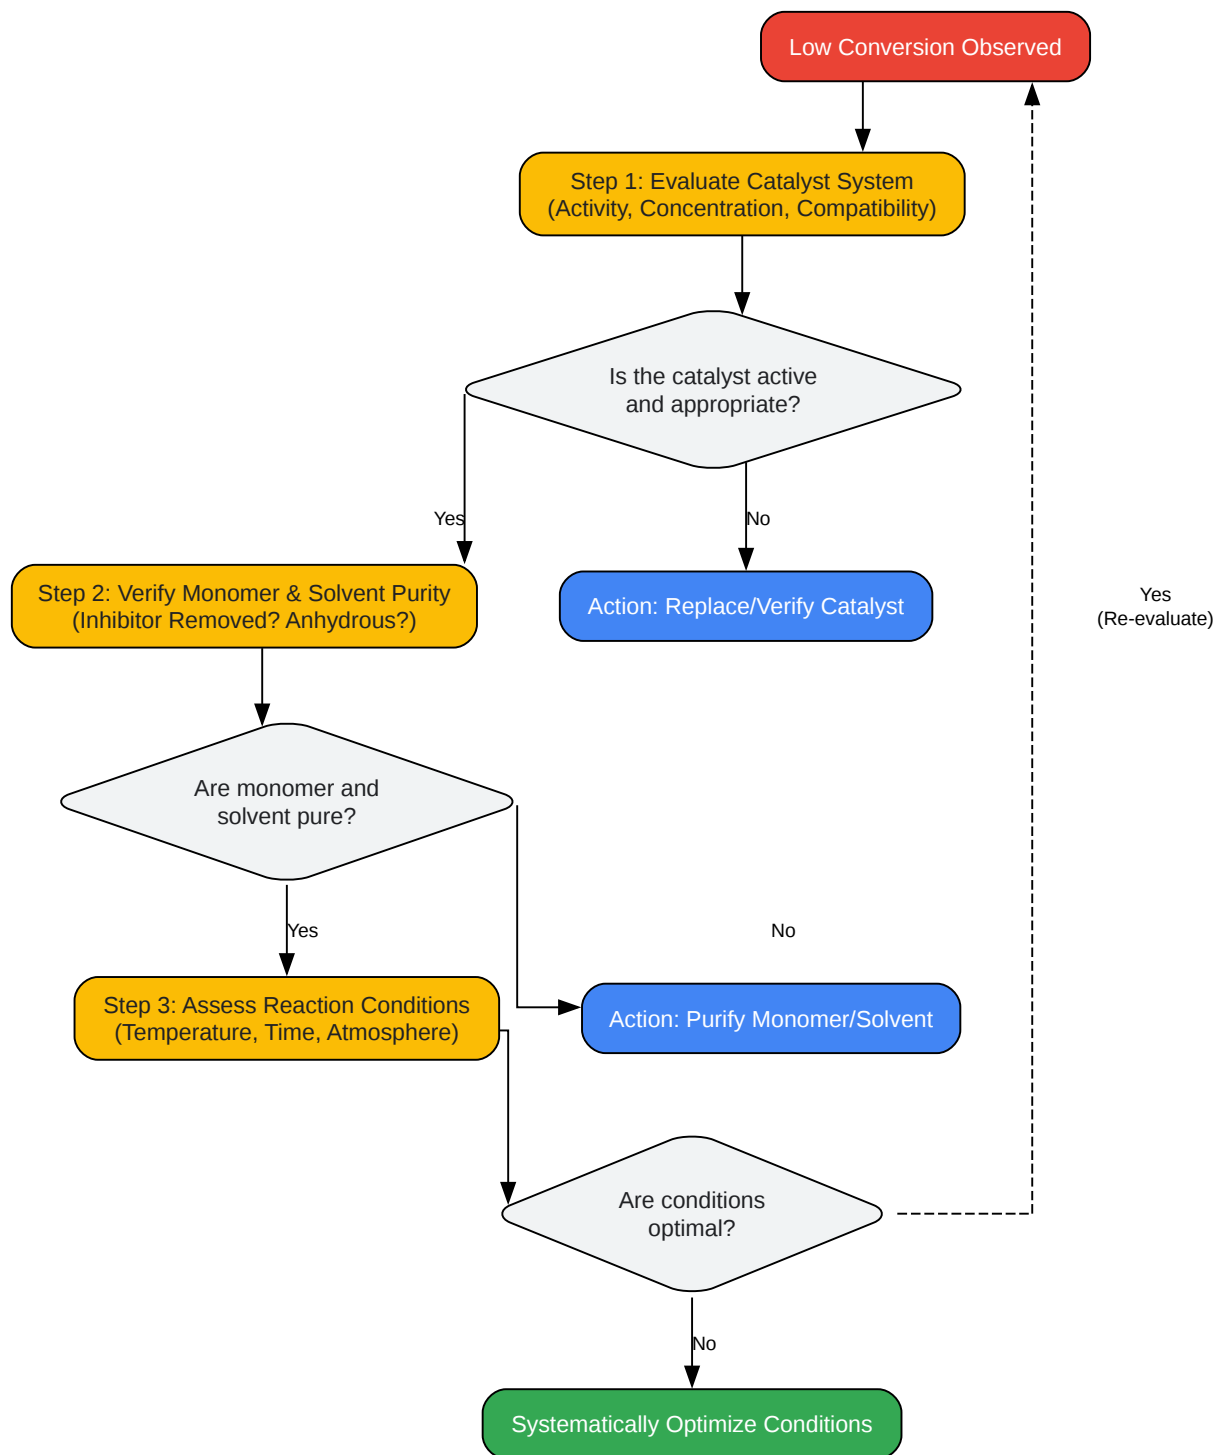 Low Conversion Observed
Step 1: Evaluate Catalyst System
(Activity, Concentration, Compatibility)
Is the catalyst active
and appropriate?
Yes
No
Step 2: Verify Monomer & Solvent Purity
(Inhibitor Removed? Anhydrous?)
Action: Replace/Verify Catalyst
Yes
(Re-evaluate)
Are monomer and
solvent pure?
Yes
No
Step 3: Assess Reaction Conditions
(Temperature, Time, Atmosphere)
Action: Purify Monomer/Solvent
Are conditions
optimal?
No
Systematically Optimize Conditions